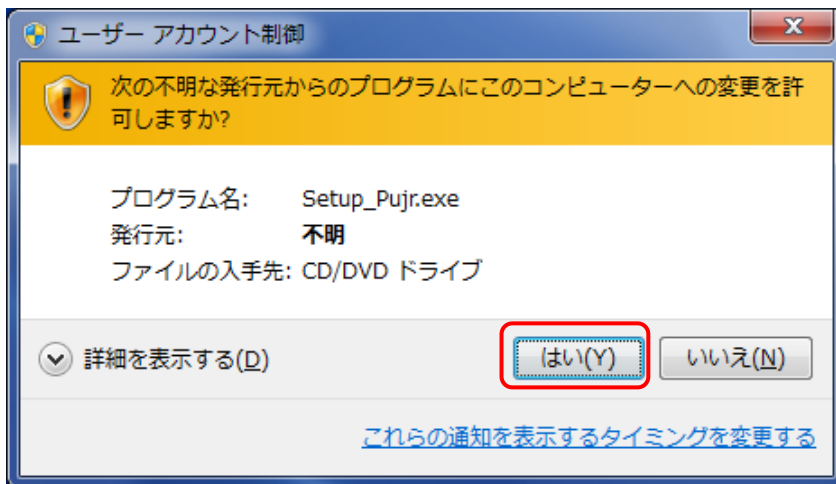 ユーザー アカウント制御
次の不明な発行元からのプログラムにこのコンピューターへの変更を許
可しますか?
プログラム名: Setup_Pujr.exe
発行元: 不明
ファイルの入手先: CD/DVD ドライブ
詳細を表示する(D) はい(Y) いいえ(N)
これらの通知を表示するタイミングを変更する